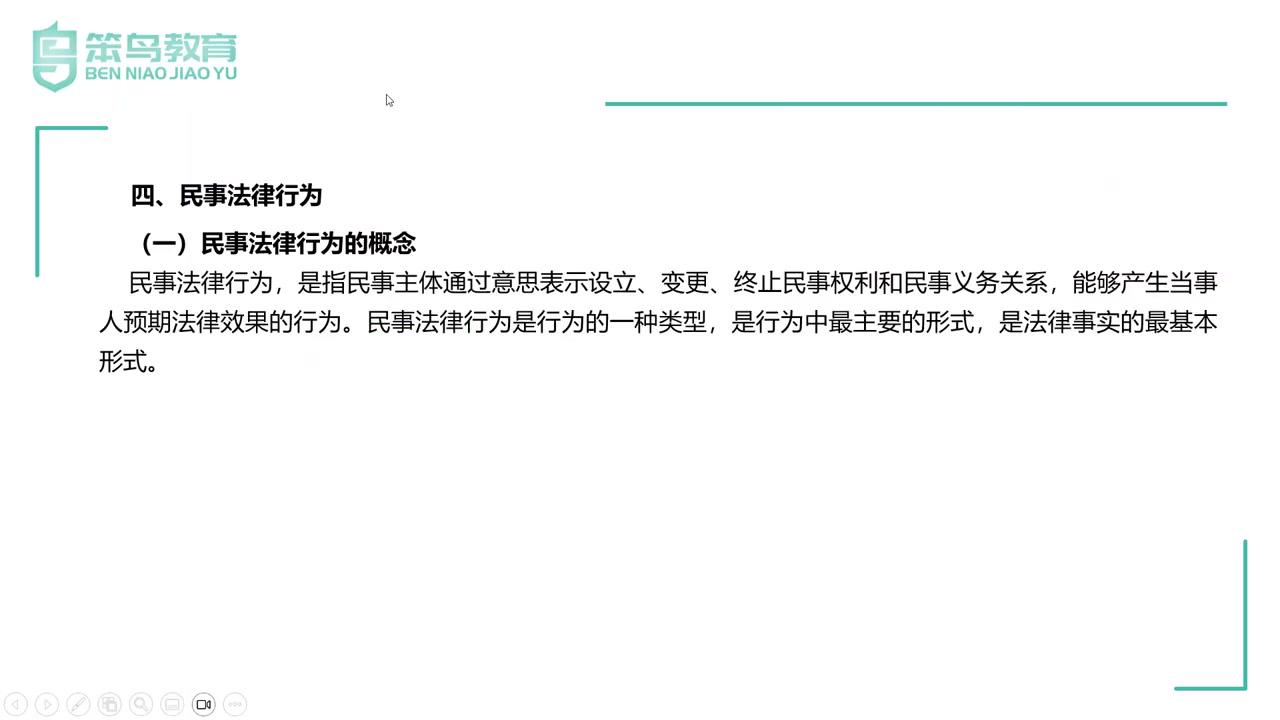 笨鸟教育
BEN NIAO JIAO YU
四、民事法律行为
（一）民事法律行为的概念
民事法律行为，是指民事主体通过意思表示设立、变更、终止民事权利和民事义务关系，能够产生当事
人预期法律效果的行为。民事法律行为是行为的一种类型，是行为中最主要的形式，是法律事实的最基本
形式。